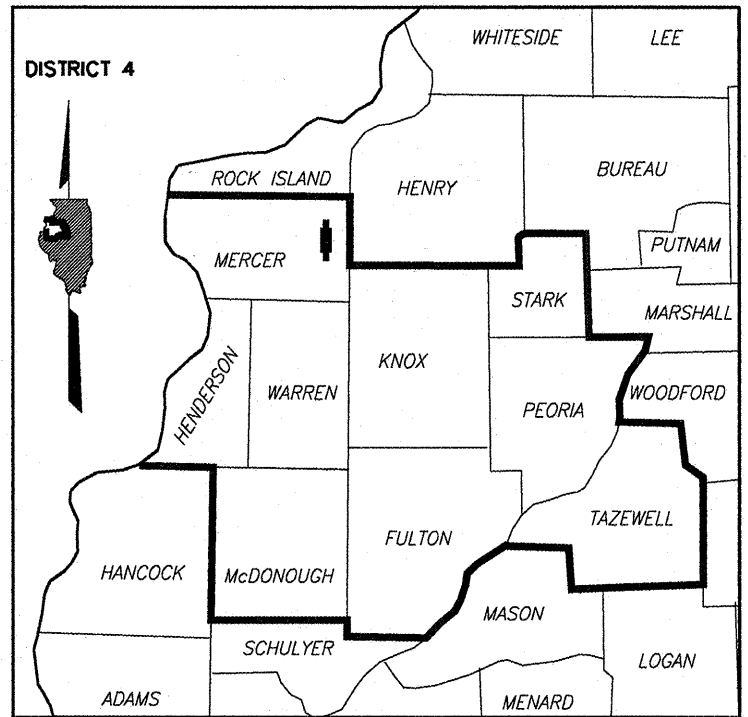 WHITESIDE
LEE
DISTRICT 4
ROCK ISLAND
HENRY
BUREAU
MERCER
PUTNAM
STARK
MARSHALL
KNOX
HENDERSON
WARREN
PEORIA
WOODFORD
TAZEWELL
FULTON
HANCOCK
McDONOUGH
MASON
SCHULYER
LOGAN
ADAMS
MENARD